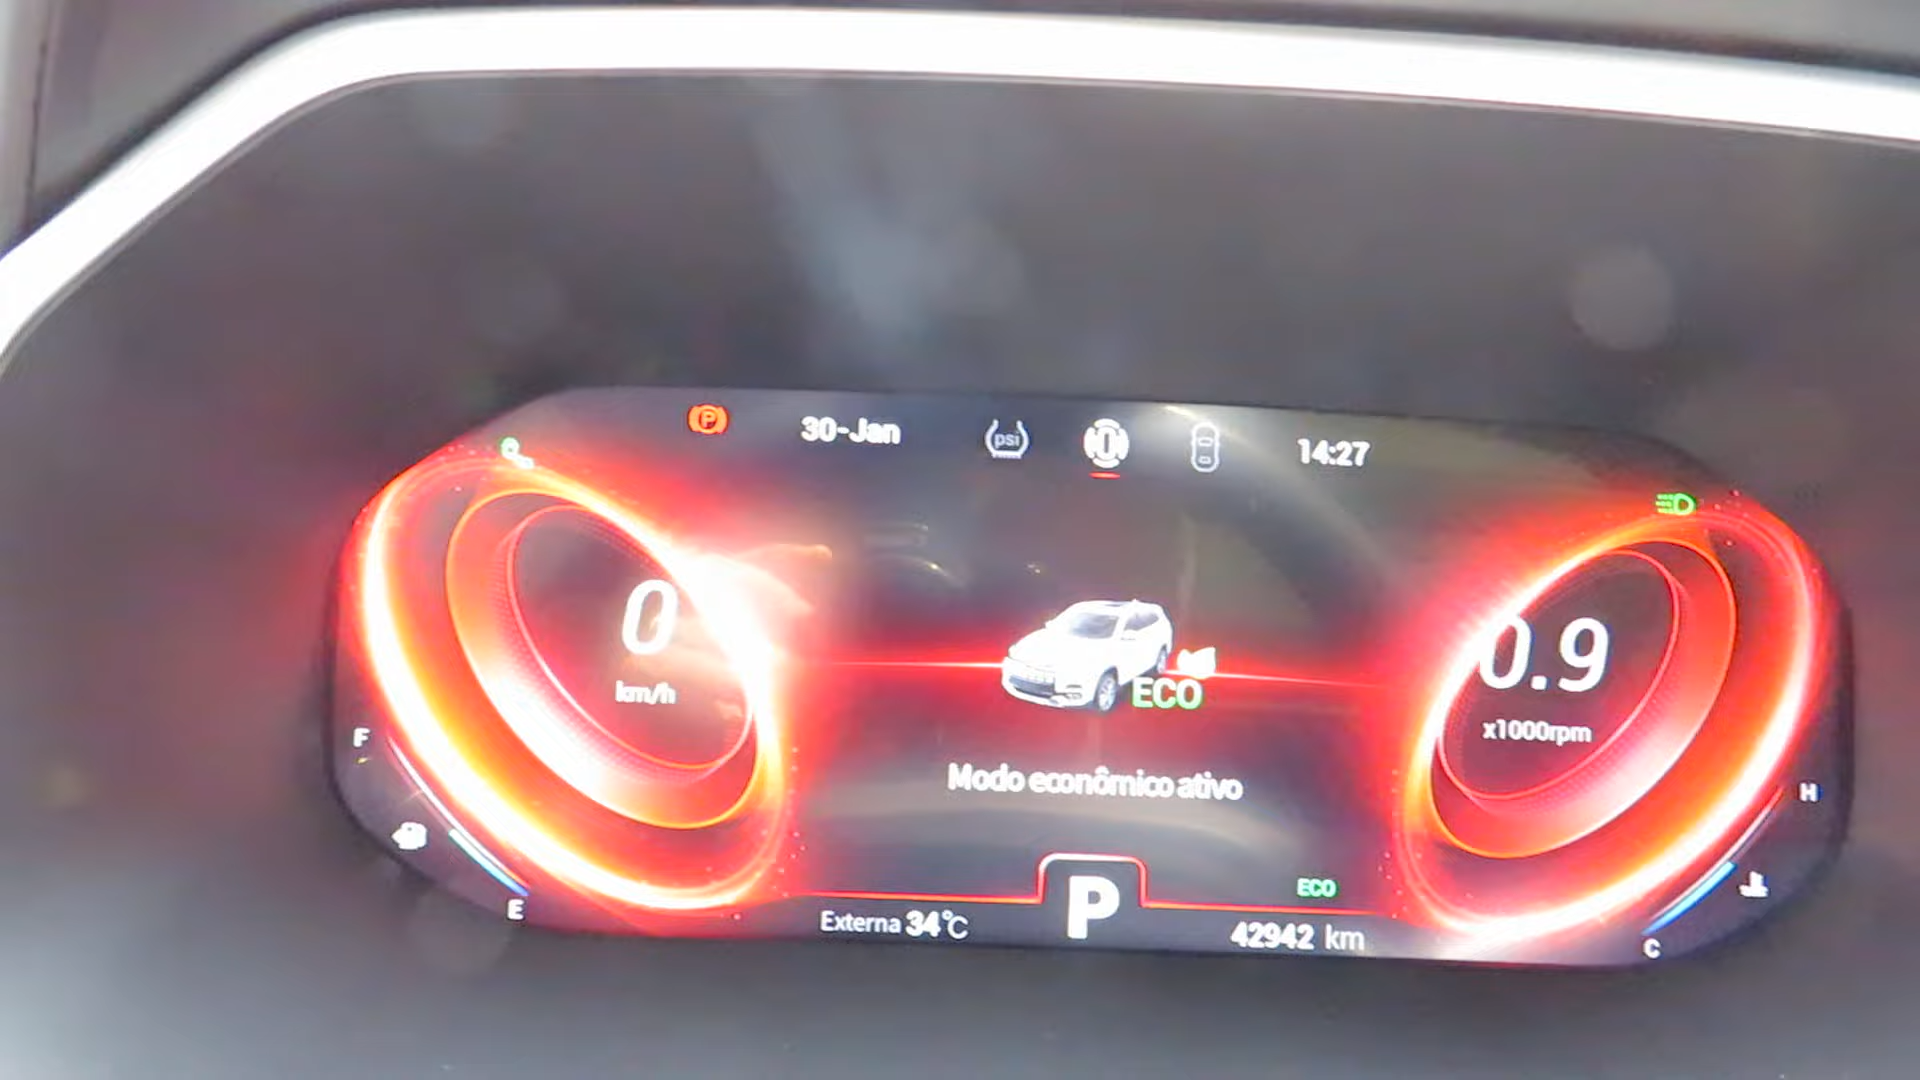 P 30-Jan psi 14:27
0
km/h
0.9
x1000rpm
ECO
Modo econômico ativo
F
E
H
C
ECO
P
Externa 34°C
42942 km